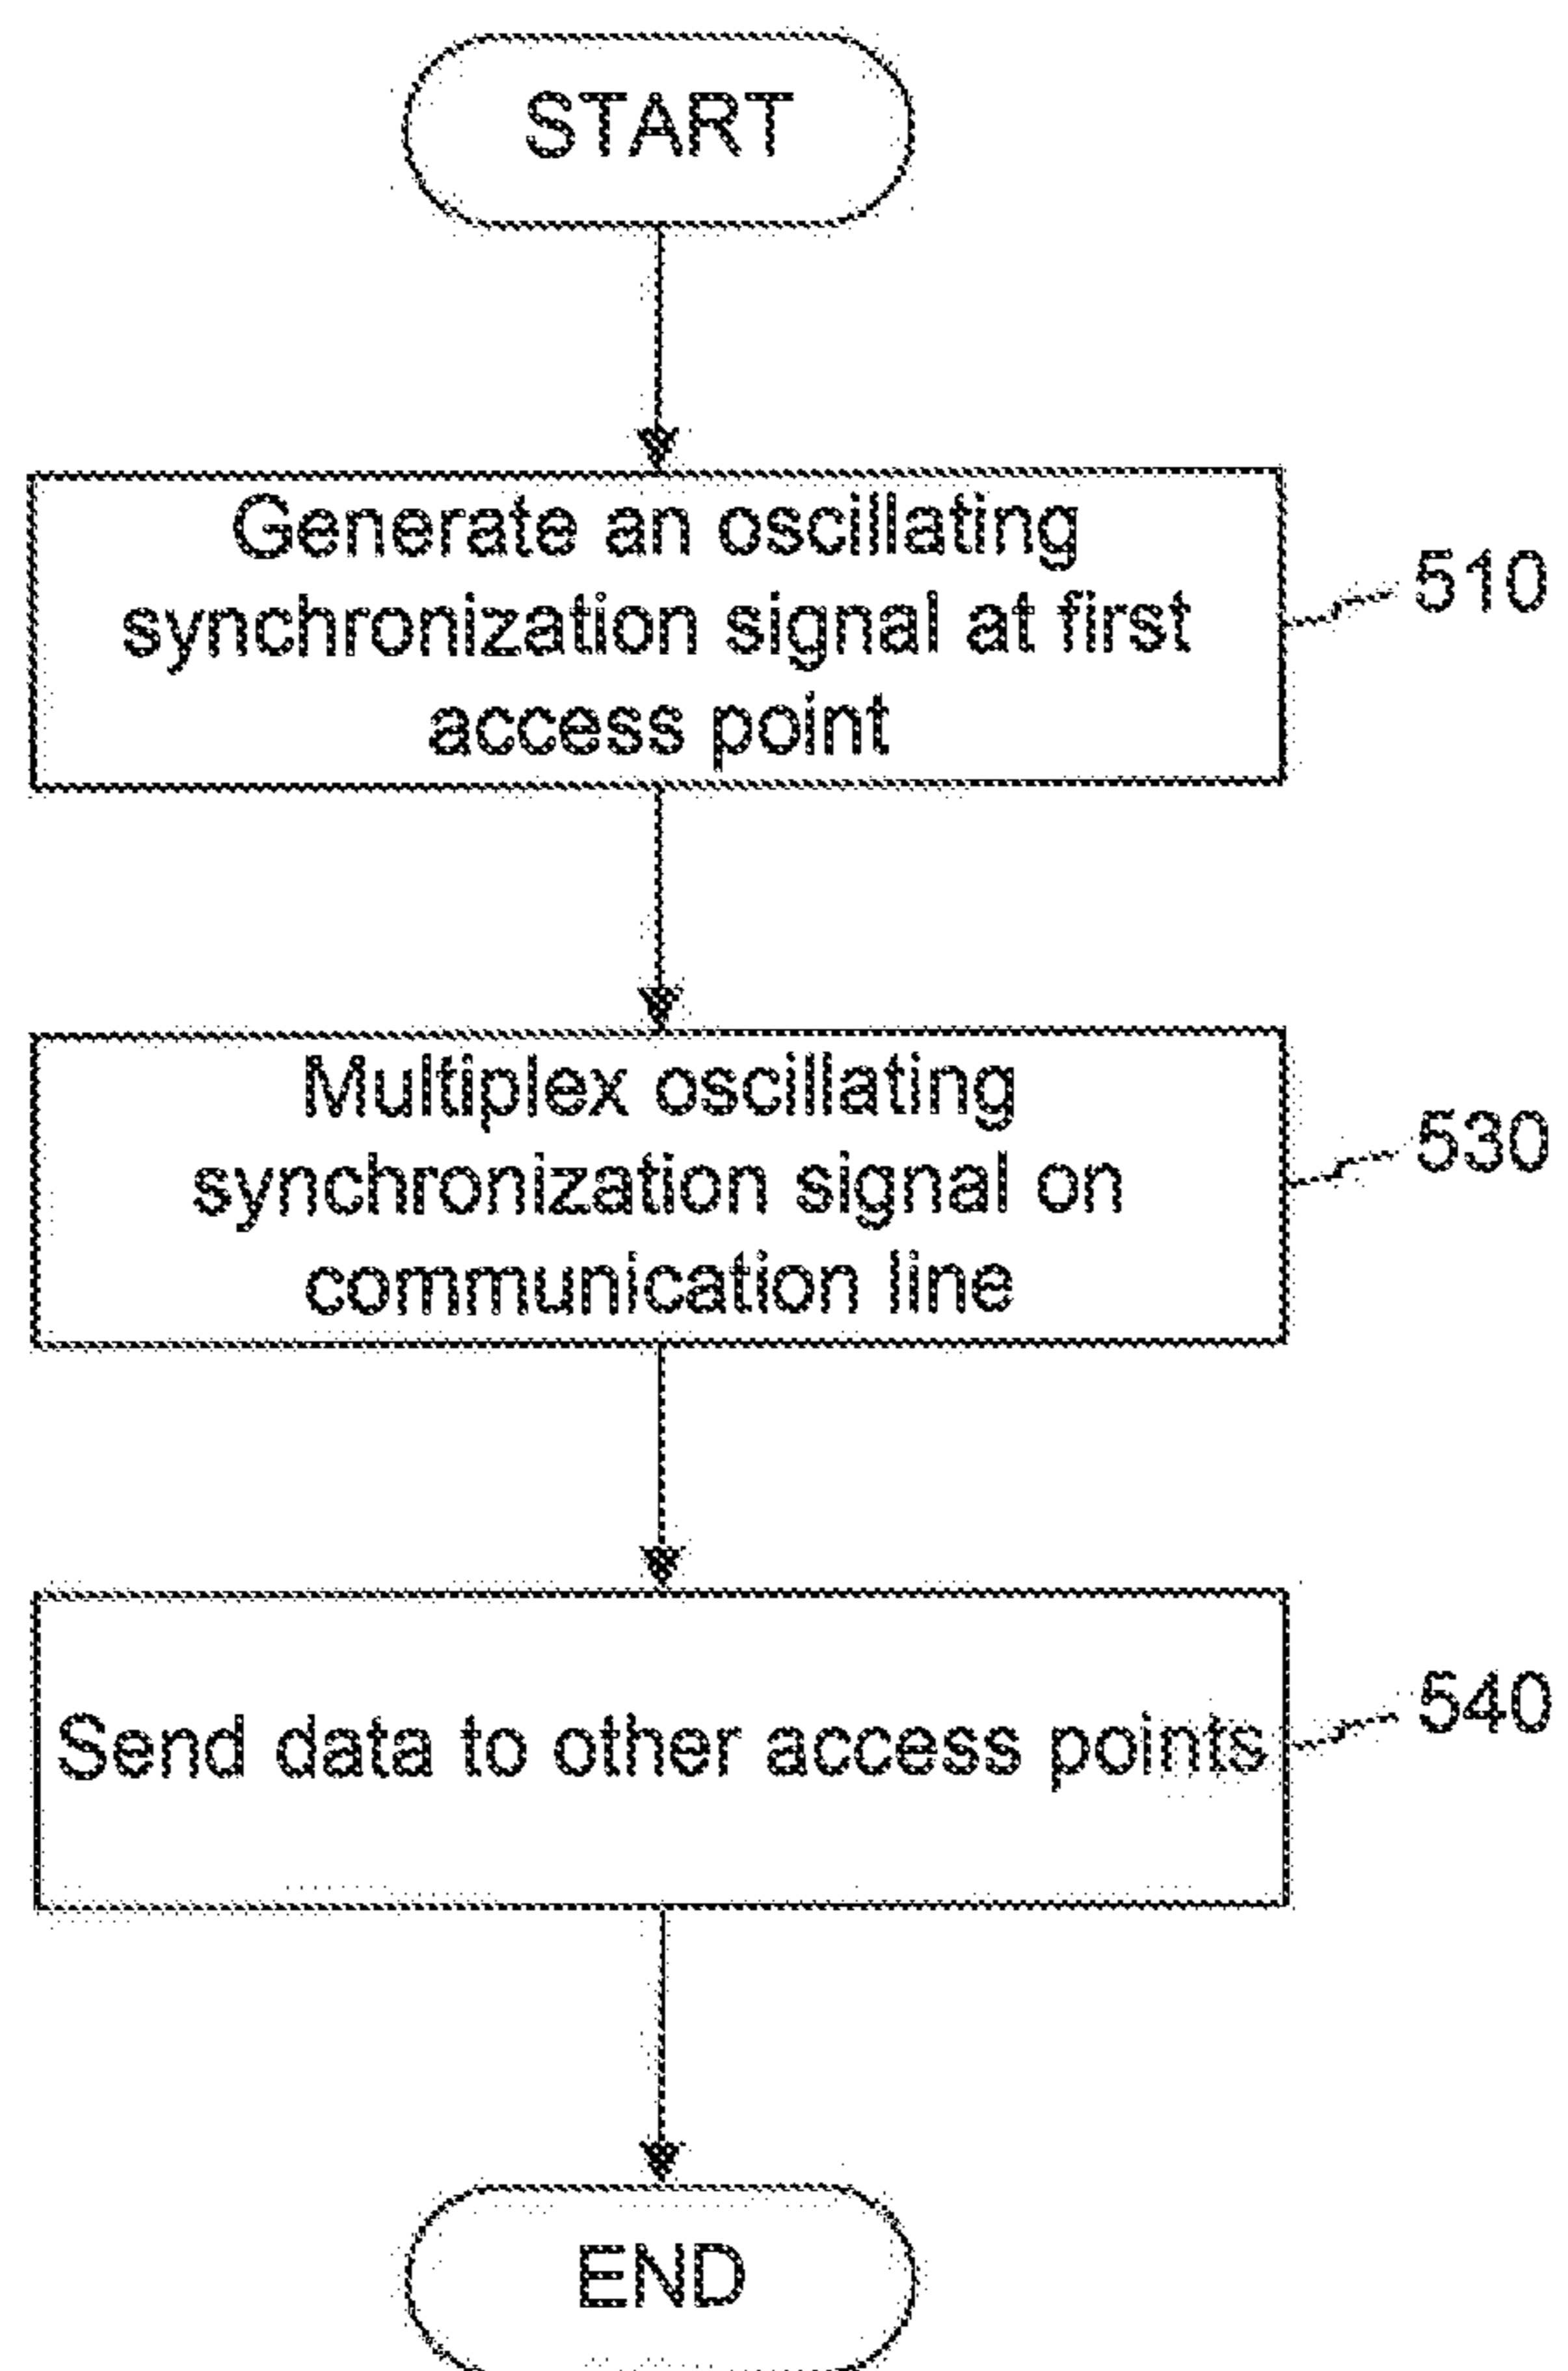 START
Generate an oscillating
synchronization signal at first
access point
510
Multiplex oscillating
synchronization signal on
communication line
530
Send data to other access points
540
END